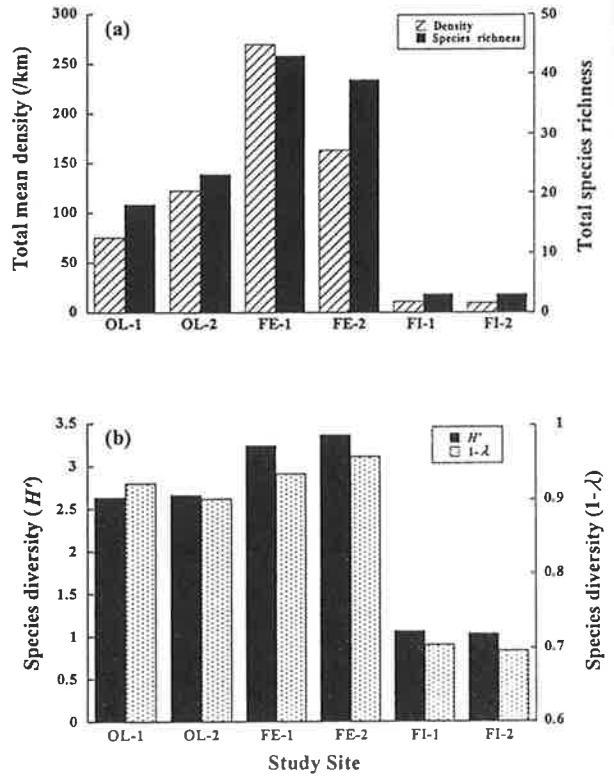 (a)
Density
Species richness
Total mean density (/km)
300
250
200
150
100
50
0
Total species richness
50
40
30
20
10
0
OL-1 OL-2 FE-1 FE-2 FI-1 FI-2
(b)
H'
1-λ
Species diversity (H')
3.5
3
2.5
2
1.5
1
0.5
0
Species diversity (1-λ)
1
0.9
0.8
0.7
0.6
OL-1 OL-2 FE-1 FE-2 FI-1 FI-2
Study Site